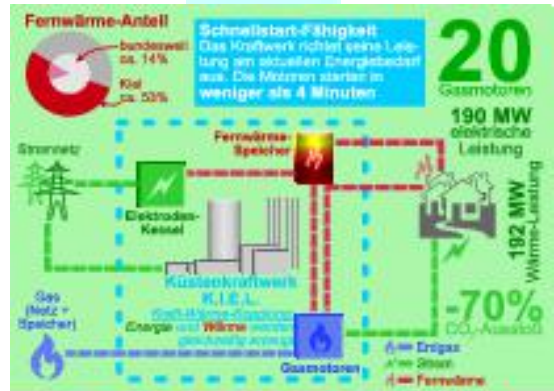 Fernwärme-Anteil
bundesweit
ca. 14%
Kiel
ca. 53%
Schnellstart-Fähigkeit
Das Kraftwerk richtet seine Leis-
tung am aktuellen Energiebedarf
aus. Die Motoren starten in
weniger als 4 Minuten
20
Gasmotoren
190 MW
elektrische
Leistung
192 MW
Wärme-Leistung
Stromnetz
Fernwärme-
Speicher
Elektroden-
Kessel
Küstenkraftwerk
K.I.E.L.
Kraft-Wärme-Kopplung
Energie und Wärme werden
gleichzeitig erzeugt
Gas
(Netz +
Speicher)
Gasmotoren
-70%
CO₂-Ausstoß
Erdgas
Strom
Fernwärme